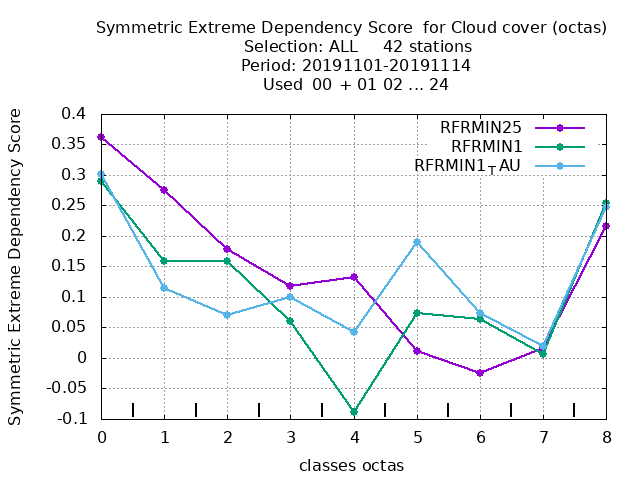 Symmetric Extreme Dependency Score for Cloud cover (octas)
Selection: ALL 42 stations
Period: 20191101-20191114
Used 00 + 01 02 ... 24
Symmetric Extreme Dependency Score
0.4
0.35
0.3
0.25
0.2
0.15
0.1
0.05
0
-0.05
-0.1
RFRMIN25
RFRMIN1
RFRMIN1TAU
0 1 2 3 4 5 6 7 8
classes octas